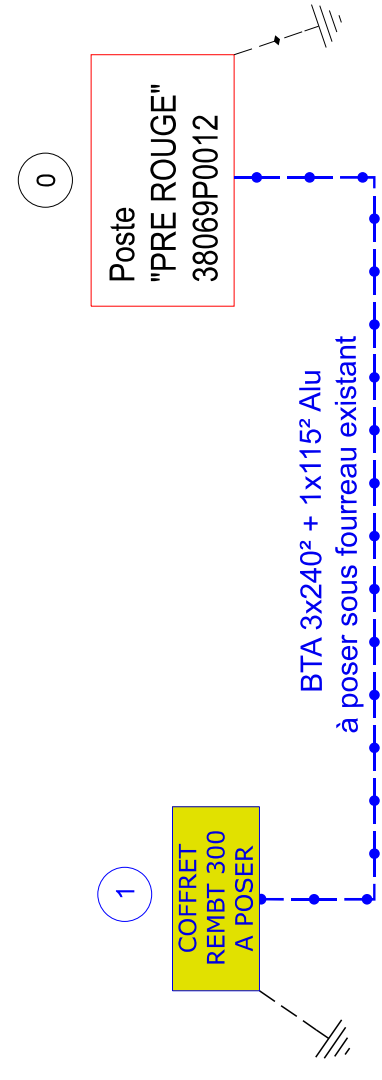 1
COFFRET
REMBT 300
A POSER
BTA 3x240² + 1x115² Alu
à poser sous fourreau existant
0
Poste
"PRE ROUGE"
38069P0012